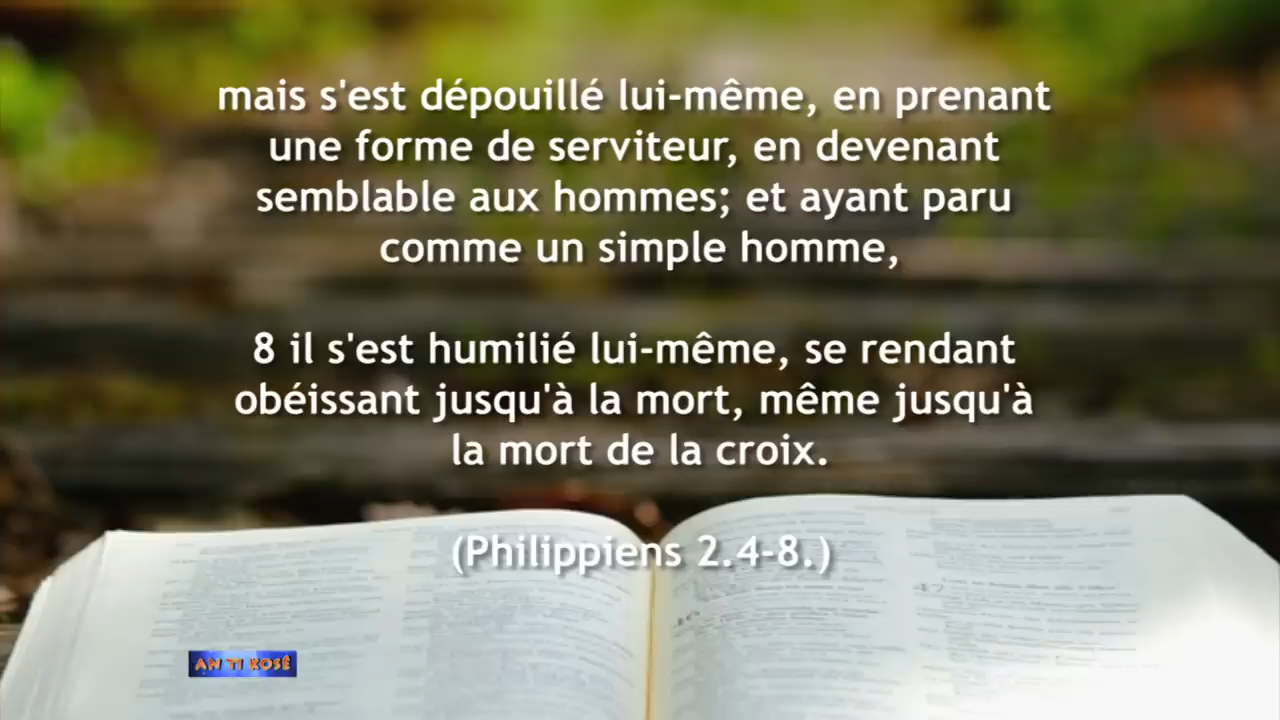 mais s'est dépouillé lui-même, en prenant
une forme de serviteur, en devenant
semblable aux hommes; et ayant paru
comme un simple homme,
8 il s'est humilié lui-même, se rendant
obéissant jusqu'à la mort, même jusqu'à
la mort de la croix.
(Philippiens 2.4-8.)
AN TI KOSÉ